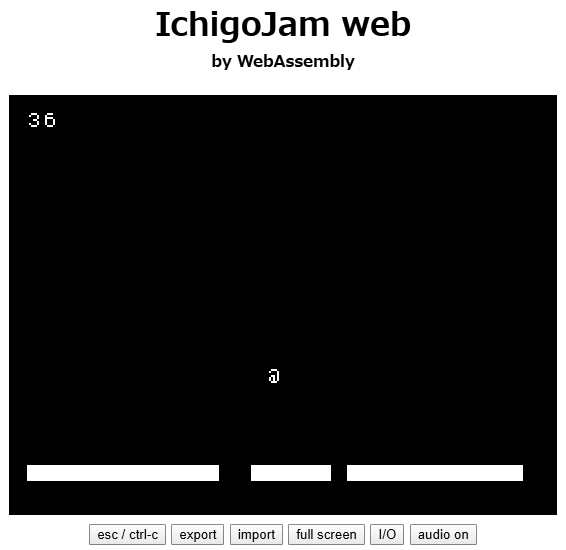 IchigoJam web
by WebAssembly
36
@
esc / ctrl-c
export
import
full screen
I/O
audio on